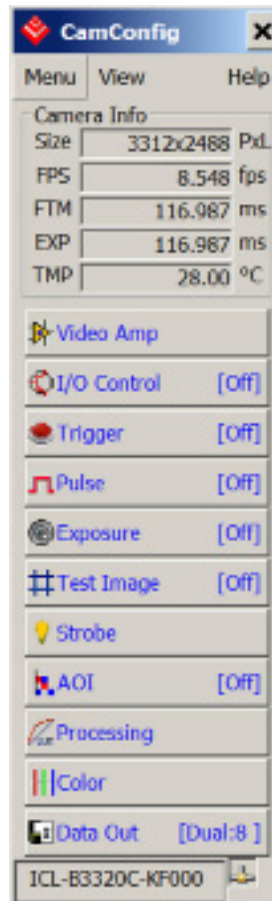 CamConfig
Menu View Help
Camera Info
Size 3312x2488 PxL
FPS 8.548 fps
FTM 116.987 ms
EXP 116.987 ms
TMP 28.00 ºC
Video Amp
I/O Control [Off]
Trigger [Off]
Pulse [Off]
Exposure [Off]
Test Image [Off]
Strobe
AOI [Off]
Processing
Color
Data Out [Dual:8 ]
ICL-B3320C-KF000